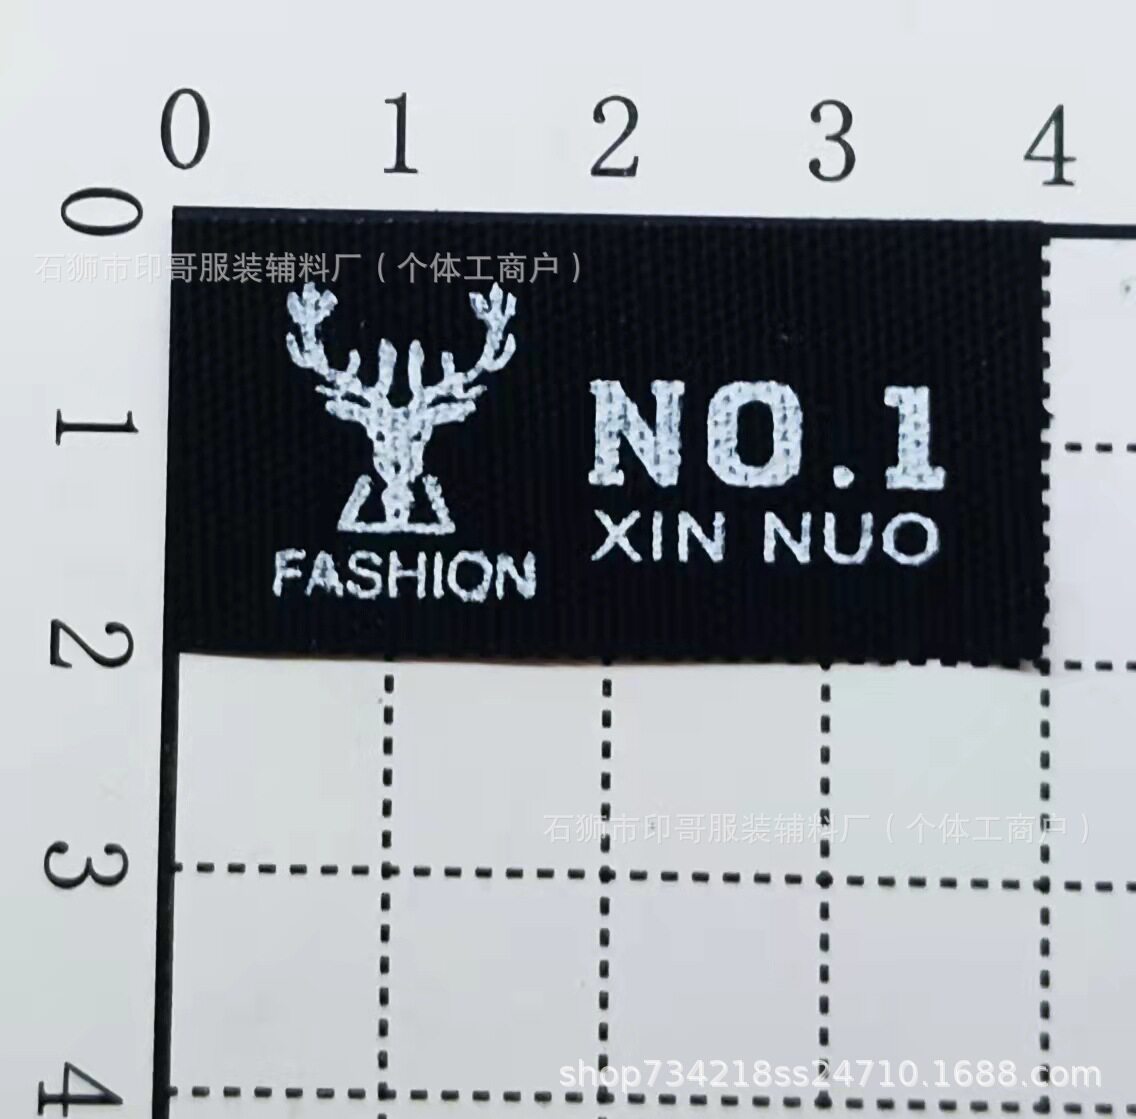 0 1 2 3 4
0
石狮市印哥服装辅料厂（个体工商户）
NO.1
1
XIN NUO
FASHION
2
石狮市印哥服装辅料厂（个体工商户）
3
shop734218ss24710.1688.com
4